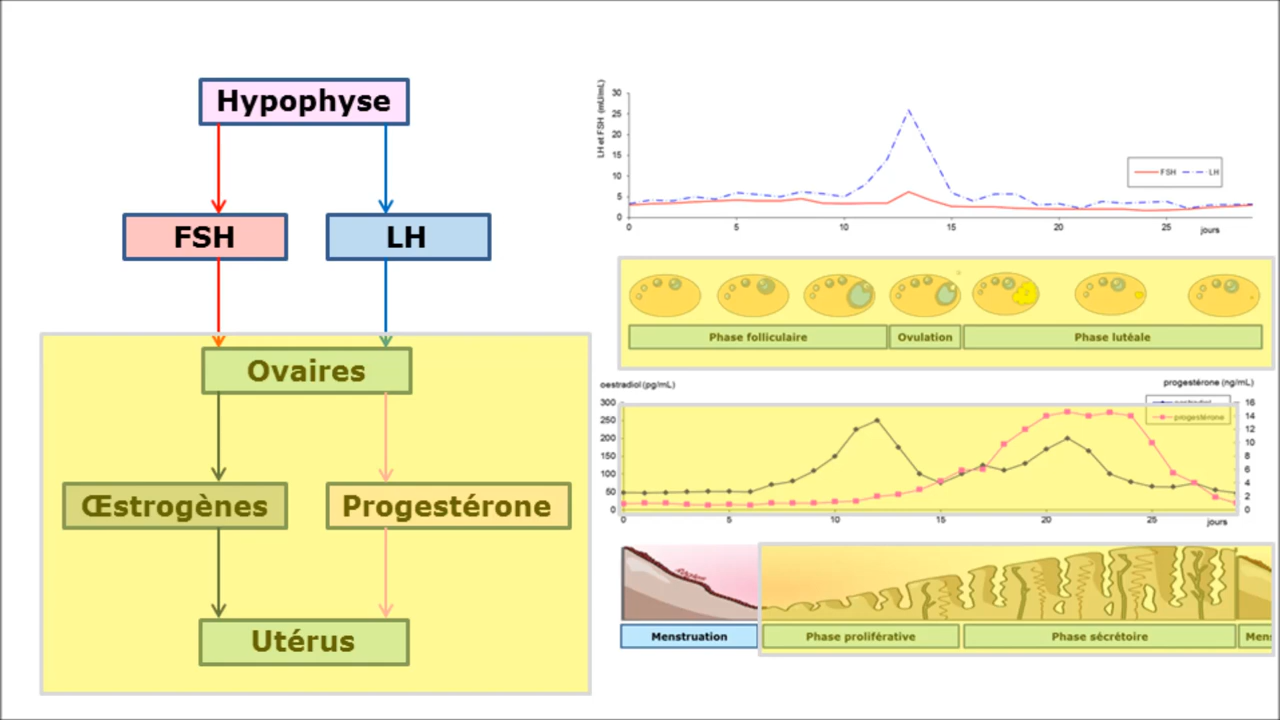 Hypophyse
FSH
LH
Ovaires
Œstrogènes
Progestérone
Utérus
LH et FSH (mUI/mL)
30
25
20
15
10
5
0
0
5
10
15
20
25
jours
FSH
LH
Phase folliculaire
Ovulation
Phase lutéale
oestradiol (pg/mL)
progestérone (ng/mL)
oestradiol
progestérone
300
250
200
150
100
50
0
16
14
12
10
8
6
4
2
0
0
5
10
15
20
25
jours
Menstruation
Phase proliférative
Phase sécrétoire
Mens